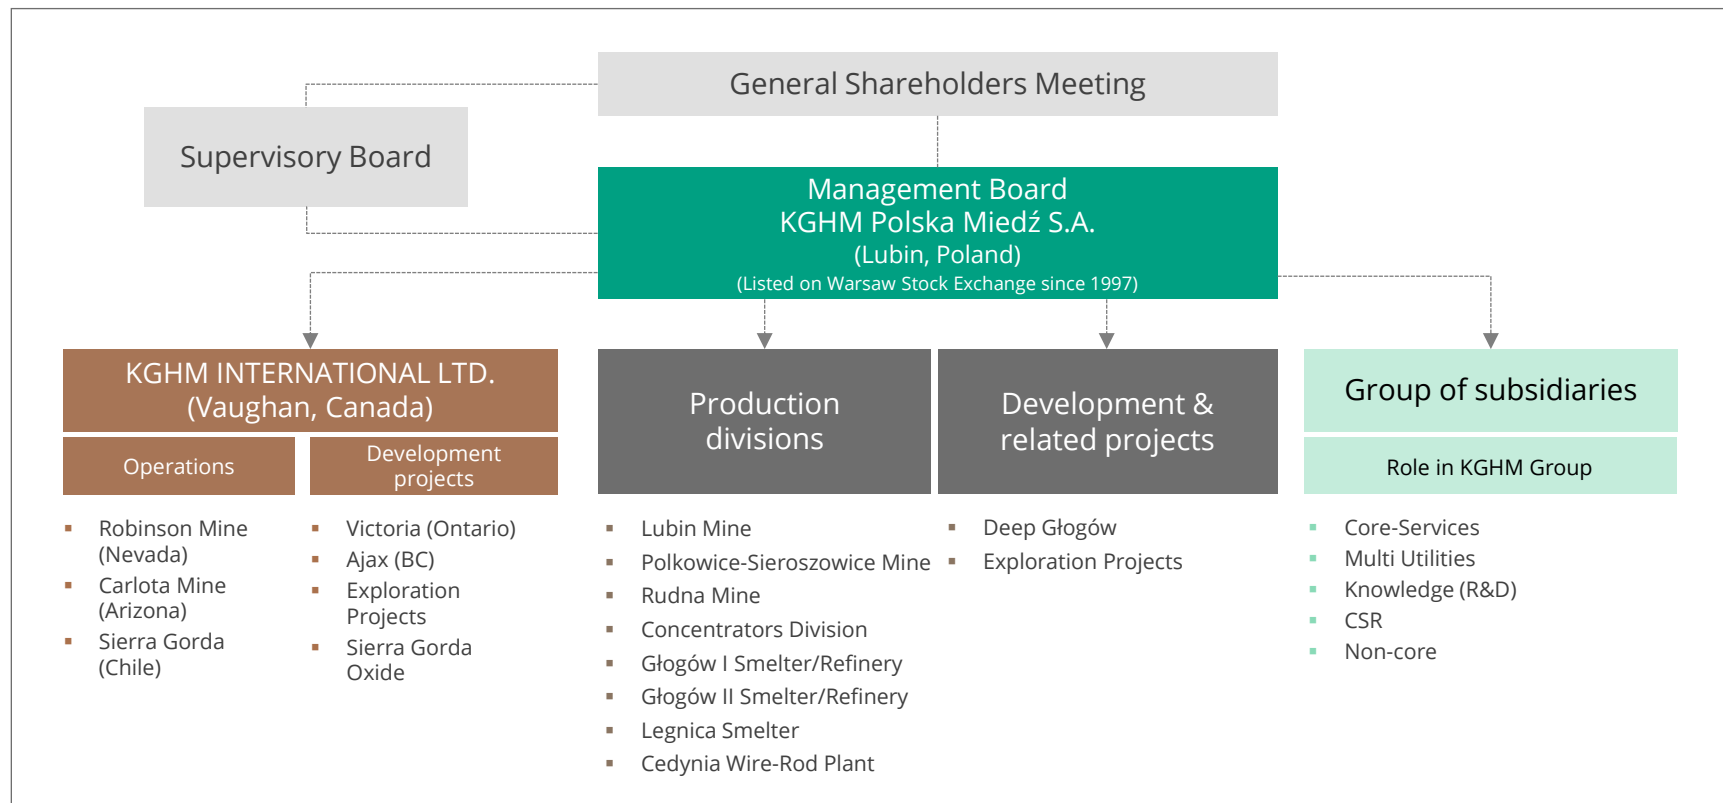 General Shareholders Meeting
Supervisory Board
Management Board
KGHM Polska Miedź S.A.
(Lubin, Poland)
(Listed on Warsaw Stock Exchange since 1997)
KGHM INTERNATIONAL LTD.
(Vaughan, Canada)
Operations
Robinson Mine
(Nevada)
Carlota Mine
(Arizona)
Sierra Gorda
(Chile)
Development
projects
Victoria (Ontario)
Ajax (BC)
Exploration
Projects
Sierra Gorda
Oxide
Production
divisions
Lubin Mine
Polkowice-Sieroszowice Mine
Rudna Mine
Concentrators Division
Głogów I Smelter/Refinery
Głogów II Smelter/Refinery
Legnica Smelter
Cedynia Wire-Rod Plant
Development &
related projects
Deep Głogów
Exploration Projects
Group of subsidiaries
Role in KGHM Group
Core-Services
Multi Utilities
Knowledge (R&D)
CSR
Non-core